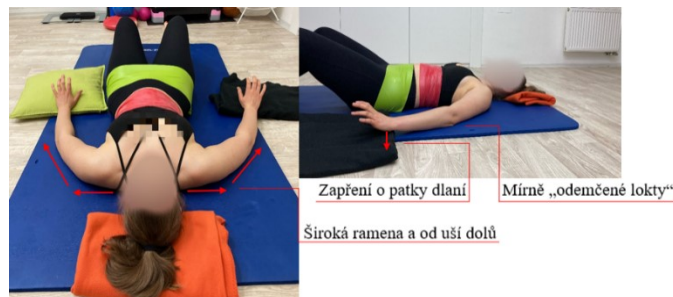 Zapření o patky dlaní
Mírně „odemčené lokty“
Široká ramena a od uší dolů